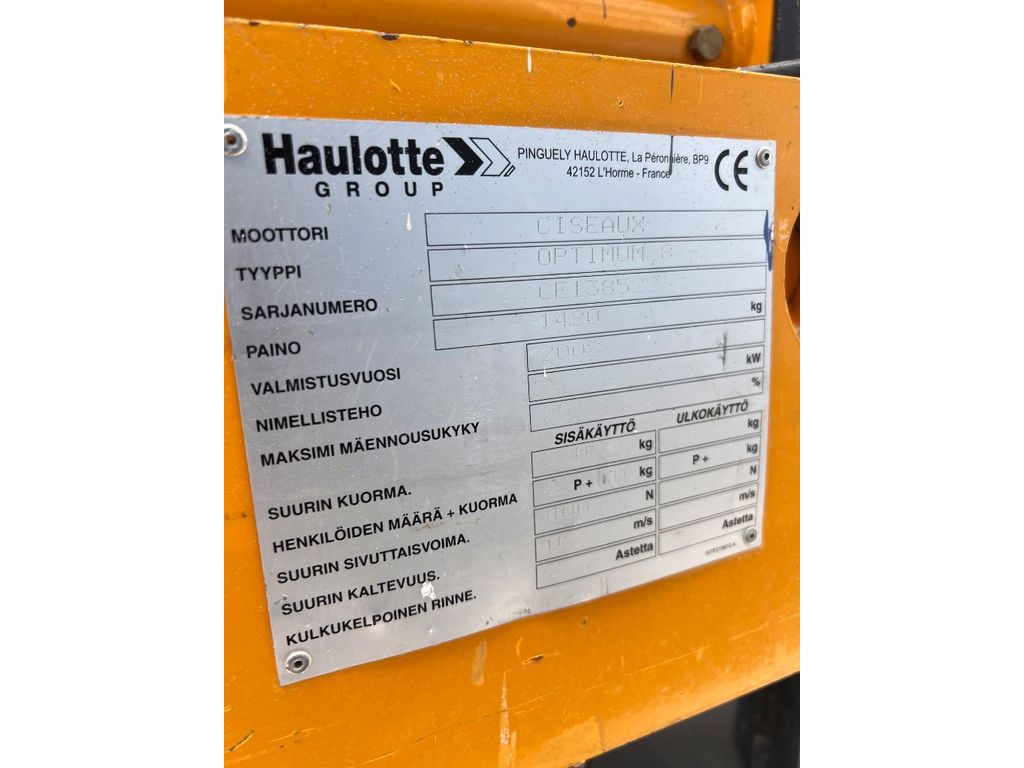 Haulotte
GROUP
PINGUELY HAULOTTE, La Péronnière, BP9
42152 L'Horme - France
CE
MOOTTORI CISEAUX
TYYPPI OPTIMUM 8
SARJANUMERO
PAINO kg
VALMISTUSVUOSI
NIMELLISTEHO kW
MAKSIMI MÄENNOUSUKYKY %
SISÄKÄYTTÖ ULKOKÄYTTÖ
SUURIN KUORMA. kg kg
HENKILÖIDEN MÄÄRÄ + KUORMA P + kg P + kg
SUURIN SIVUTTAISVOIMA. N N
SUURIN KALTEVUUS. m/s m/s
KULKUKELPOINEN RINNE. Astetta Astetta